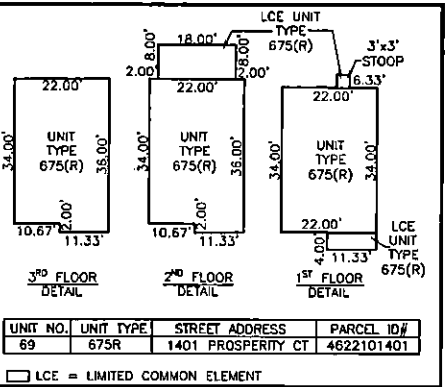 LCE UNIT
TYPE
675(R)
3'x3'
STOOP
18.00'
8.00'
8.00'
2.00'
2.00'
6.33'
22.00'
22.00'
22.00'
34.00'
UNIT
TYPE
675(R)
36.00'
34.00'
UNIT
TYPE
675(R)
36.00'
34.00'
UNIT
TYPE
675(R)
34.00'
10.67'
2.00'
11.33'
10.67'
2.00'
11.33'
22.00'
4.00'
11.33'
LCE
UNIT
TYPE
675(R)
3RD FLOOR
DETAIL
2ND FLOOR
DETAIL
1ST FLOOR
DETAIL
UNIT NO. UNIT TYPE STREET ADDRESS PARCEL ID#
69 675R 1401 PROSPERITY CT 4622101401
LCE = LIMITED COMMON ELEMENT